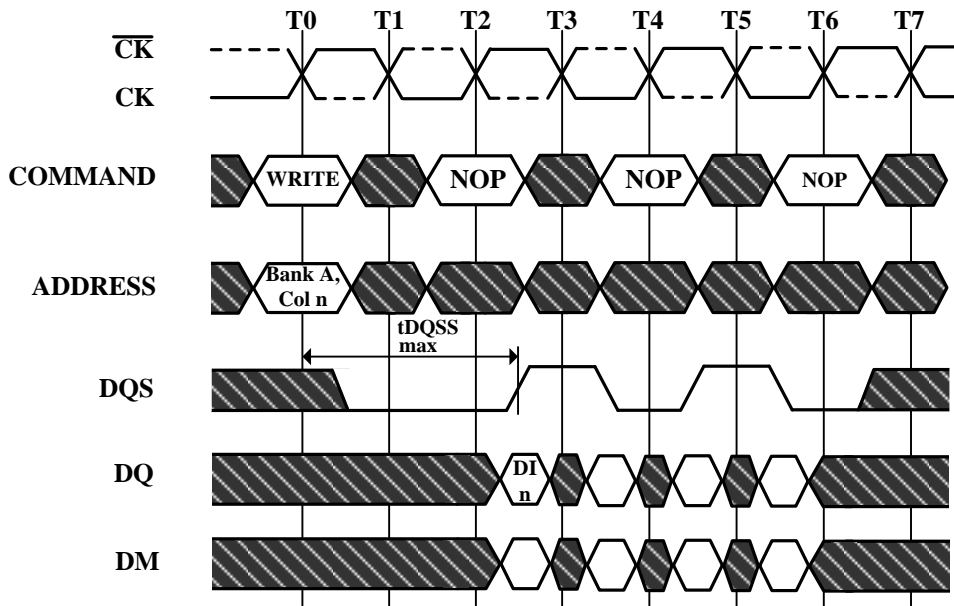 T0 T1 T2 T3 T4 T5 T6 T7
CK
CK
COMMAND
WRITE NOP NOP NOP
ADDRESS
Bank A,
Col n
tDQSS
max
DQS
DQ
DI
n
DM